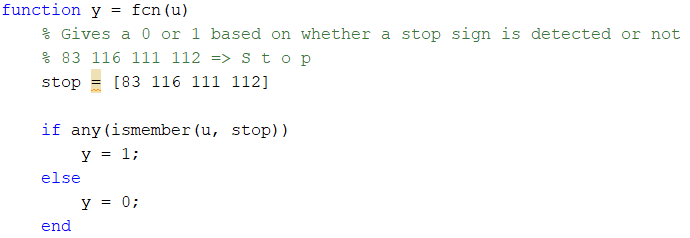 function y = fcn(u)
% Gives a 0 or 1 based on whether a stop sign is detected or not
% 83 116 111 112 => S t o p
stop = [83 116 111 112]
if any(ismember(u, stop))
y = 1;
else
y = 0;
end